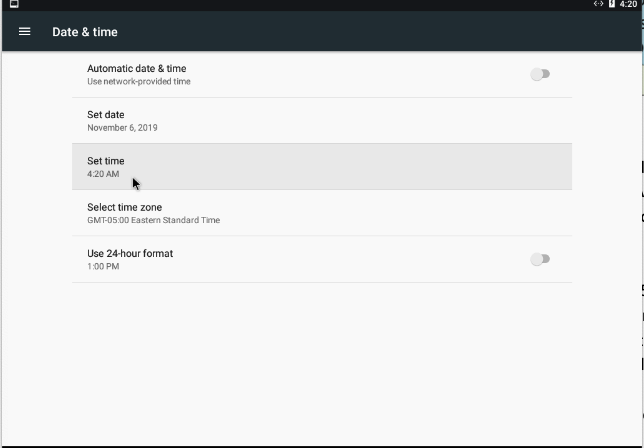 4:20
Date & time
Automatic date & time
Use network-provided time
Set date
November 6, 2019
Set time
4:20 AM
Select time zone
GMT-05:00 Eastern Standard Time
Use 24-hour format
1:00 PM